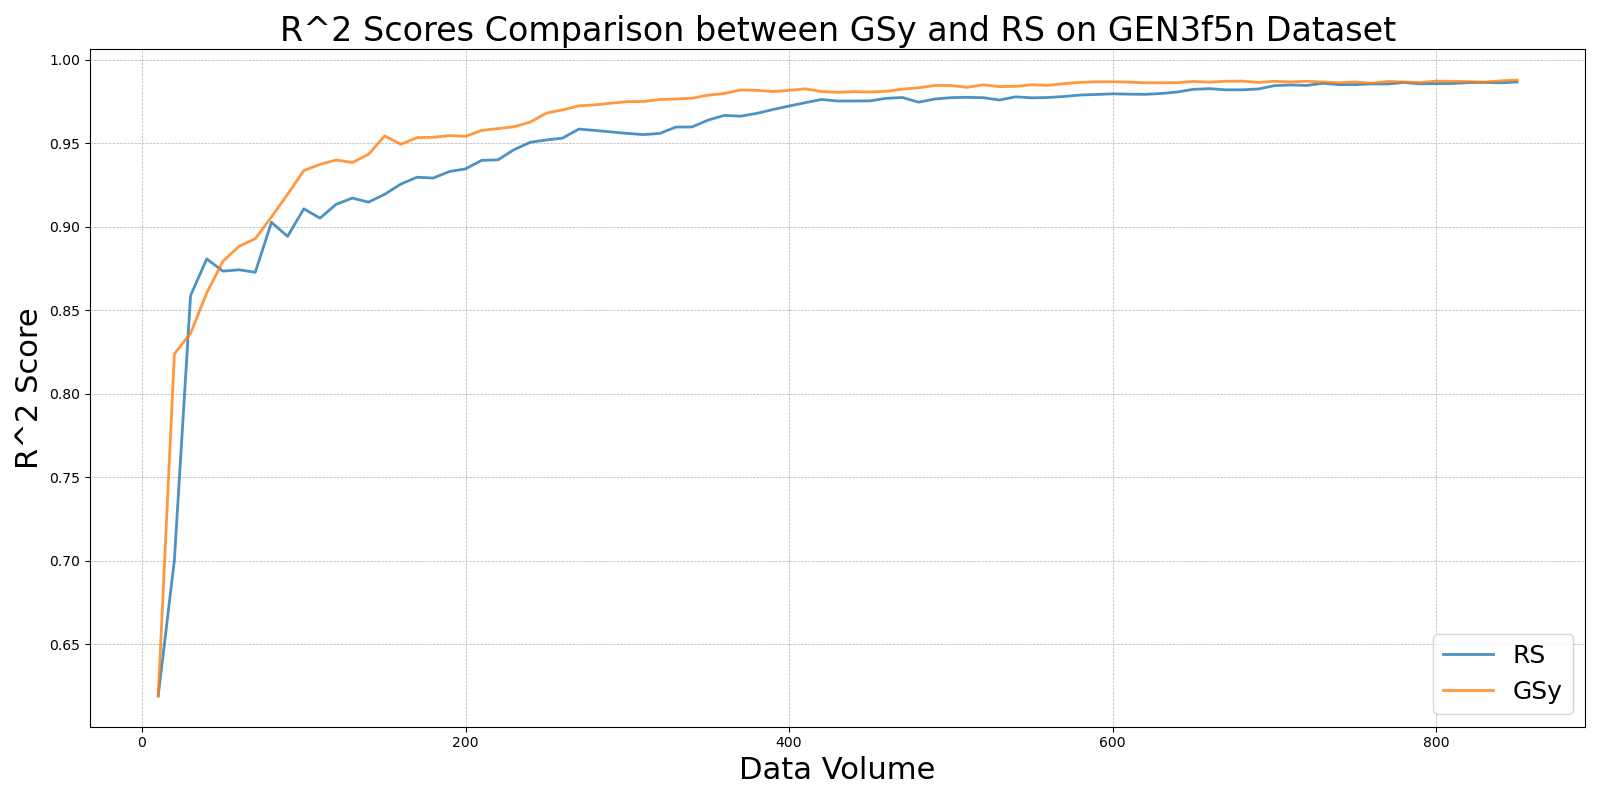 R^2 Scores Comparison between GSy and RS on GEN3f5n Dataset
R^2 Score
1.00
0.95
0.90
0.85
0.80
0.75
0.70
0.65
RS
GSy
0 200 400 600 800
Data Volume